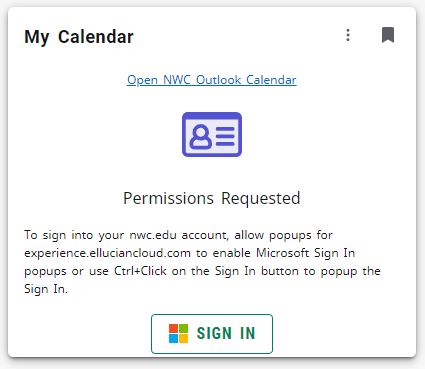 My Calendar
Open NWC Outlook Calendar
Permissions Requested
To sign into your nwc.edu account, allow popups for
experience.elluciancloud.com to enable Microsoft Sign In
popups or use Ctrl+Click on the Sign In button to popup the
Sign In.
SIGN IN